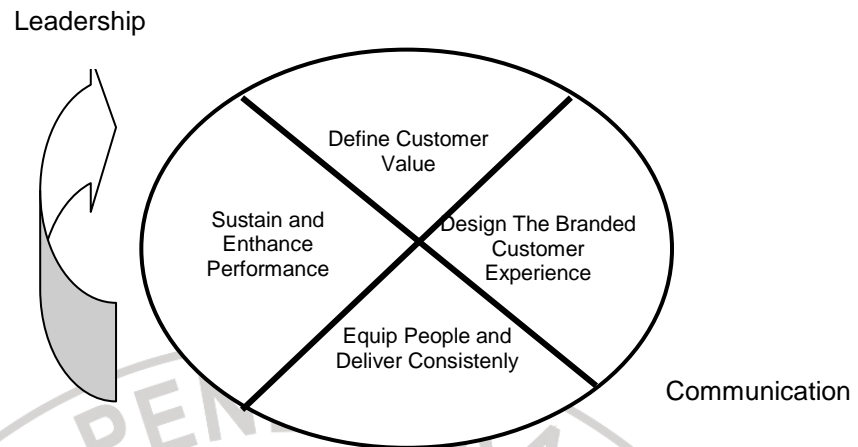 Leadership
Define Customer
Value
Sustain and
Enthance
Performance
Design The Branded
Customer
Experience
Equip People and
Deliver Consistenly
Communication